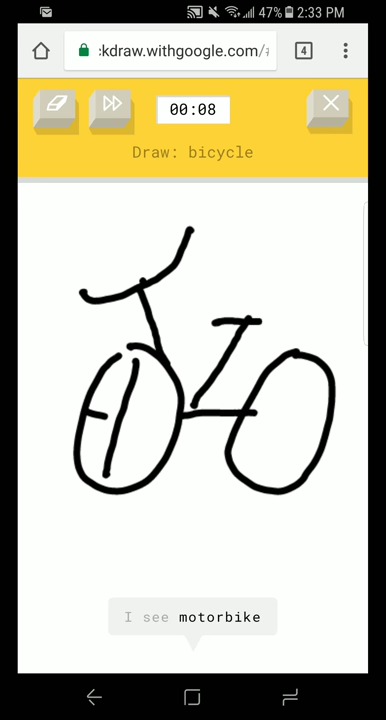 47% 2:33 PM
:kdraw.withgoogle.com/#
4
00:08
Draw: bicycle
I see motorbike